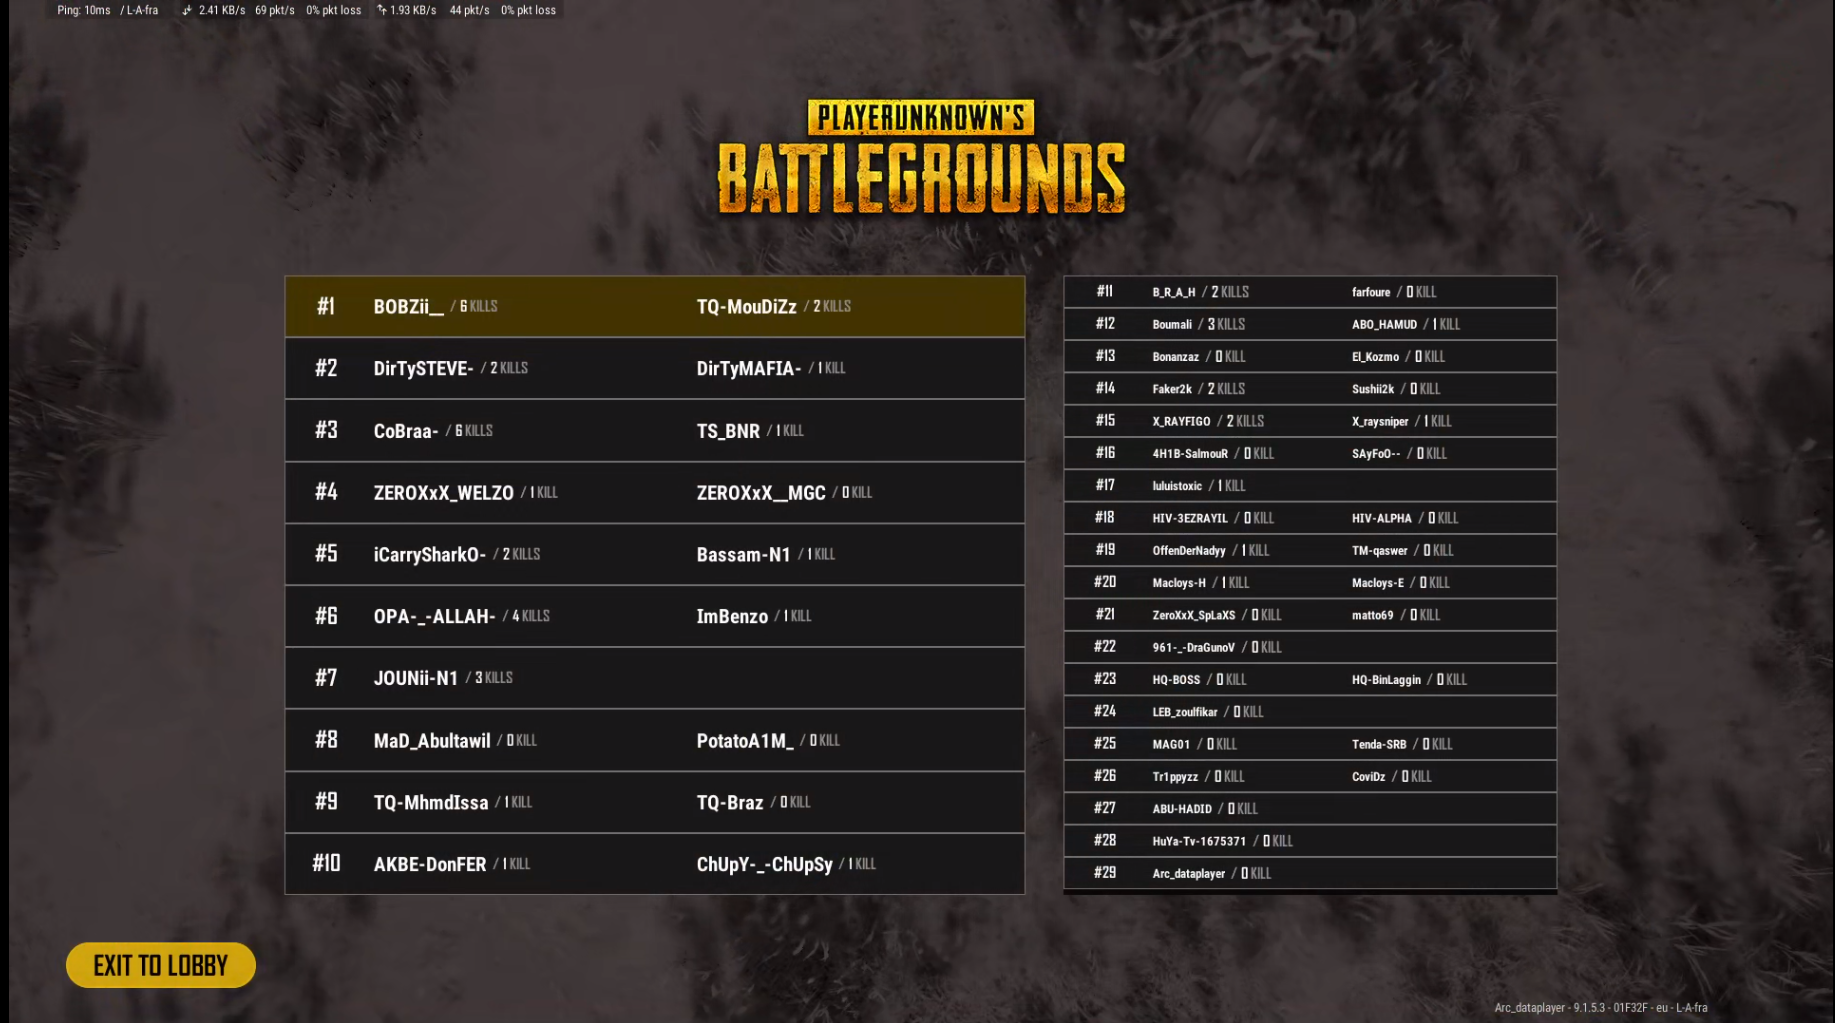 Ping: 10ms / L-A-fra 2.41 KB/s 69 pkt/s 0% pkt loss 1.93 KB/s 44 pkt/s 0% pkt loss
PLAYERUNKNOWN'S
BATTLEGROUNDS
#1 BOBZii__ / 6 KILLS TQ-MouDiZz / 2 KILLS
#2 DirTySTEVE- / 2 KILLS DirTyMAFIA- / 1 KILL
#3 CoBraa- / 6 KILLS TS_BNR / 1 KILL
#4 ZEROXxX_WELZO / 1 KILL ZEROXxX__MGC / 0 KILL
#5 iCarrySharkO- / 2 KILLS Bassam-N1 / 1 KILL
#6 OPA-_-ALLAH- / 4 KILLS ImBenzo / 1 KILL
#7 JOUNii-N1 / 3 KILLS
#8 MaD_Abultawil / 0 KILL PotatoA1M_ / 0 KILL
#9 TQ-MhmdIssa / 1 KILL TQ-Braz / 0 KILL
#10 AKBE-DonFER / 1 KILL ChUpY-_-ChUpSy / 1 KILL
#11 B_R_A_H / 2 KILLS farfoure / 0 KILL
#12 Boumali / 3 KILLS ABO_HAMUD / 1 KILL
#13 Bonanzaz / 0 KILL El_Kozmo / 0 KILL
#14 Faker2k / 2 KILLS Sushii2k / 0 KILL
#15 X_RAYFIGO / 2 KILLS X_raysniper / 1 KILL
#16 4H1B-SalmouR / 0 KILL SAyFoO-- / 0 KILL
#17 luluistoxic / 1 KILL
#18 HIV-3EZRAYIL / 0 KILL HIV-ALPHA / 0 KILL
#19 OffenDerNadyy / 1 KILL TM-qaswer / 0 KILL
#20 Macloys-H / 1 KILL Macloys-E / 0 KILL
#21 ZeroXxX_SpLaXS / 0 KILL matto69 / 0 KILL
#22 961-_-DraGunoV / 0 KILL
#23 HQ-BOSS / 0 KILL HQ-BinLaggin / 0 KILL
#24 LEB_zoulfikar / 0 KILL
#25 MAG01 / 0 KILL Tenda-SRB / 0 KILL
#26 Tr1ppyzz / 0 KILL CoviDz / 0 KILL
#27 ABU-HADID / 0 KILL
#28 HuYa-Tv-1675371 / 0 KILL
#29 Arc_dataplayer / 0 KILL
EXIT TO LOBBY
Arc_dataplayer - 9.1.5.3 - 01F32F - eu - L-A-fra